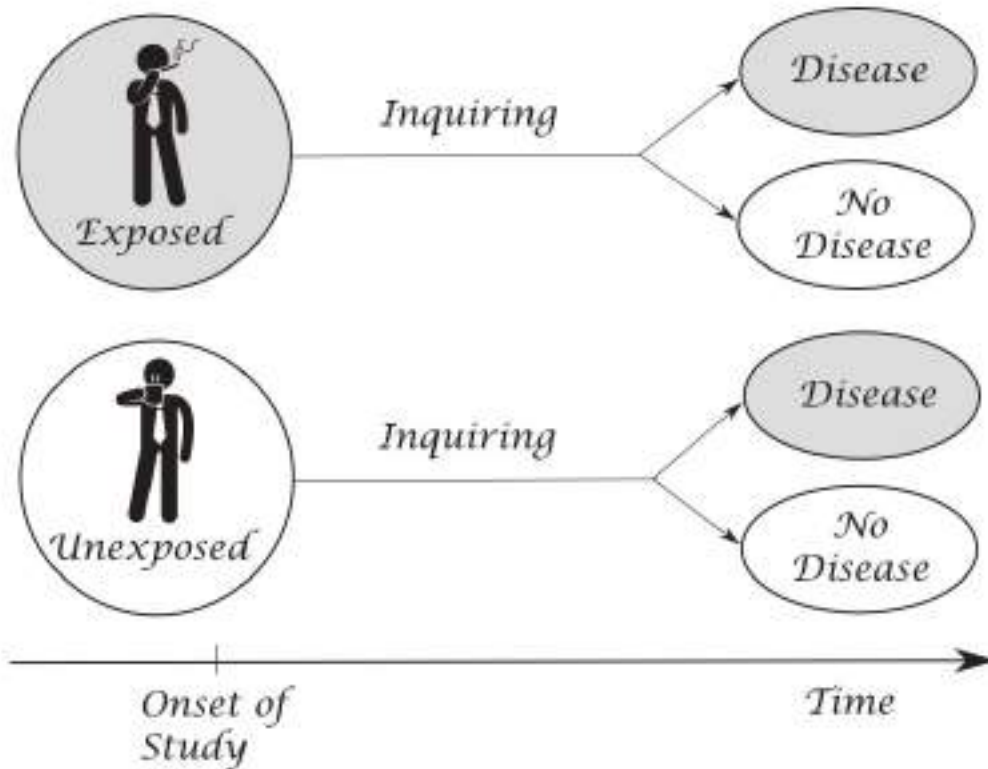 Exposed
Inquiring
Disease
No
Disease
Unexposed
Inquiring
Disease
No
Disease
Onset of
Study
Time